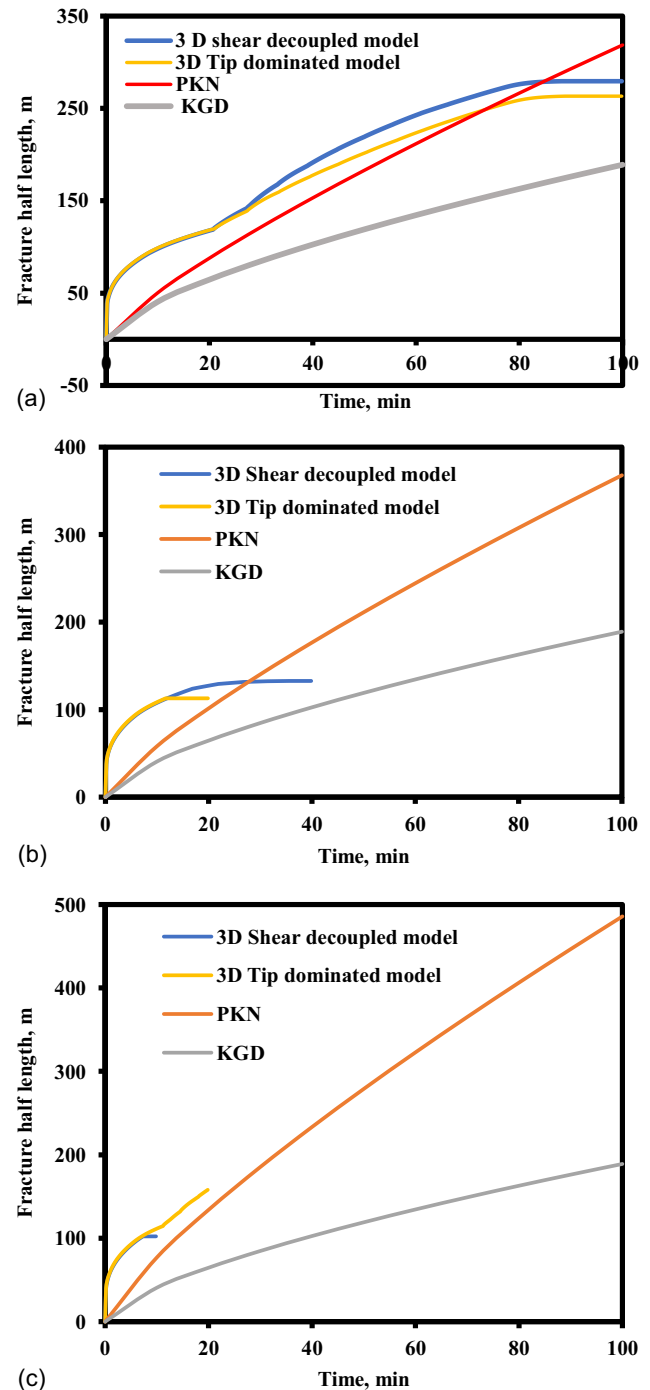 350
3 D shear decoupled model
3D Tip dominated model
PKN
KGD
250
150
50
-50
Fracture half length, m
0
20
40
60
80
100
Time, min
(a)
400
3D Shear decoupled model
3D Tip dominated model
PKN
KGD
300
200
100
0
Fracture half length, m
0
20
40
60
80
100
Time, min
(b)
500
3D Shear decoupled model
3D Tip dominated model
PKN
KGD
400
300
200
100
0
Fracture half length, m
0
20
40
60
80
100
Time, min
(c)